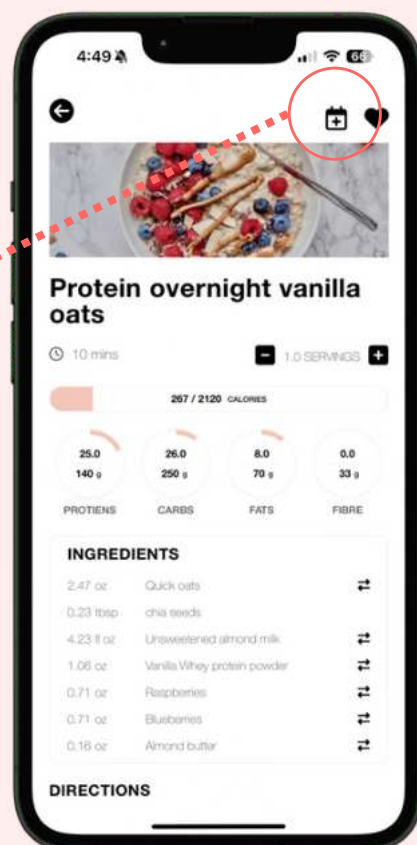 4:49
66
Protein overnight vanilla
oats
10 mins
1.0 SERVINGS
267 / 2120 CALORIES
25.0 26.0 8.0 0.0
140 g 250 g 70 g 33 g
PROTIENS CARBS FATS FIBRE
INGREDIENTS
2.47 oz Quick oats
0.23 tbsp chia seeds
4.23 fl oz Unsweetened almond milk
1.06 oz Vanilla Whey protein powder
0.71 oz Raspberries
0.71 oz Blueberries
0.16 oz Almond butter
DIRECTIONS